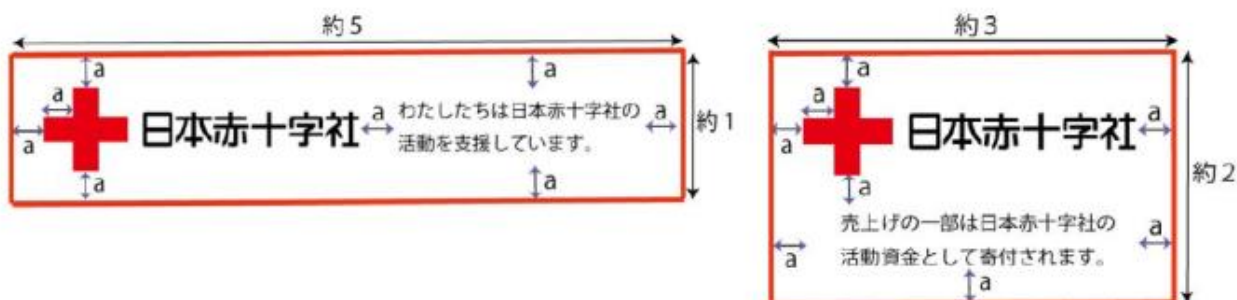 約5
a
a
a
日本赤十字社
a
わたしたちは日本赤十字社の
活動を支援しています。
a
約1
a
a
a
約3
a
a
日本赤十字社
a
a
a
約2
売上げの一部は日本赤十字社の
活動資金として寄付されます。
a
a
a